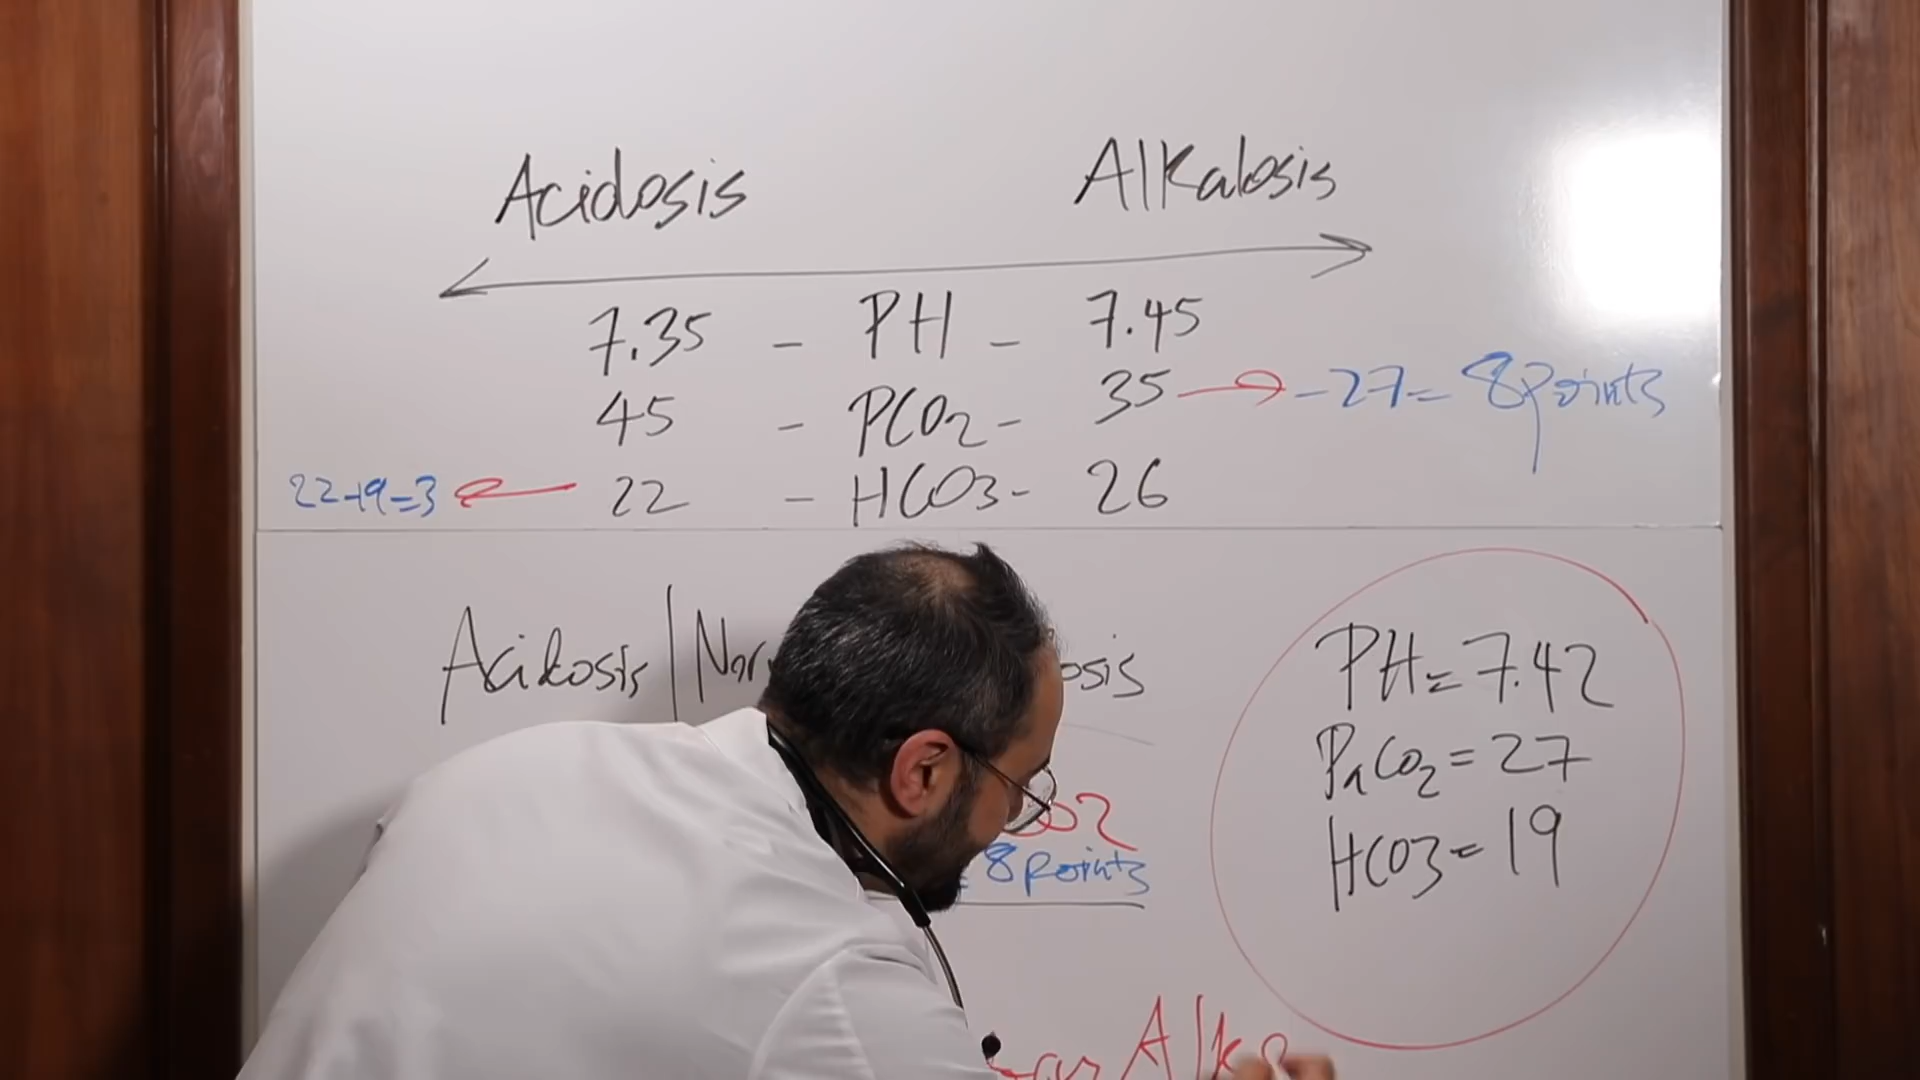 Acidosis Alkalosis
7.35 - PH - 7.45
45 - PCO2 - 35 → -27= 8 points
22-19=3 ← 22 - HCO3 - 26
Acidosis | Nor osis
PH = 7.42
PaCO2 = 27
HCO3 = 19
8 points
Alka